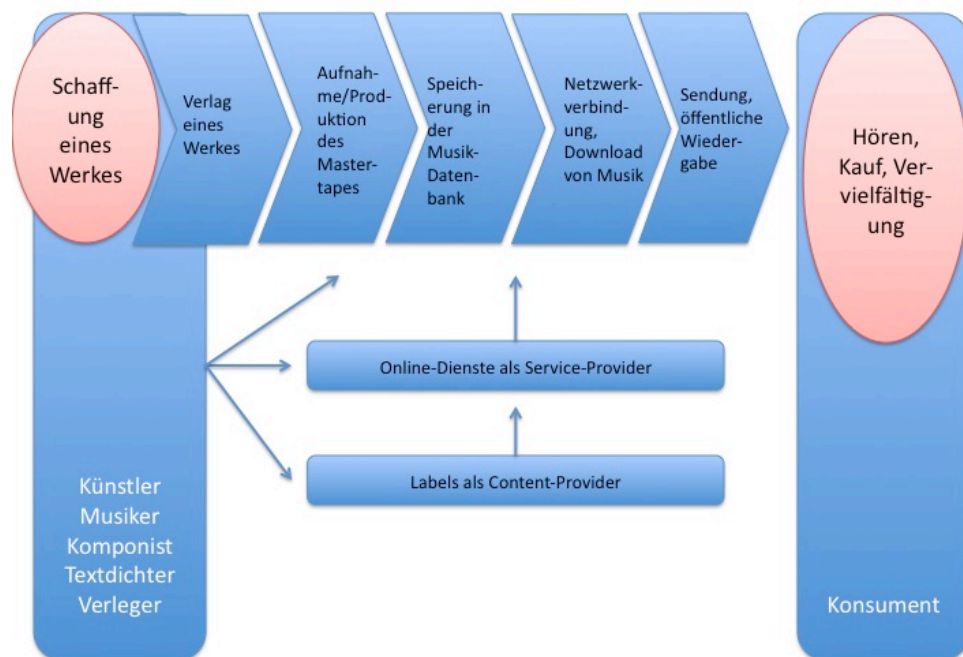 Schaff-
ung
eines
Werkes
Verlag
eines
Werkes
Aufnah-
me/Prod-
uktion
des
Master-
tapes
Speich-
erung in
der
Musik-
Daten-
bank
Netzwerk-
verbind-
ung,
Download
von Musik
Sendung,
öffentliche
Wieder-
gabe
Hören,
Kauf, Ver-
vielfältig-
ung
Online-Dienste als Service-Provider
Labels als Content-Provider
Künstler
Musiker
Komponist
Textdichter
Verleger
Konsument